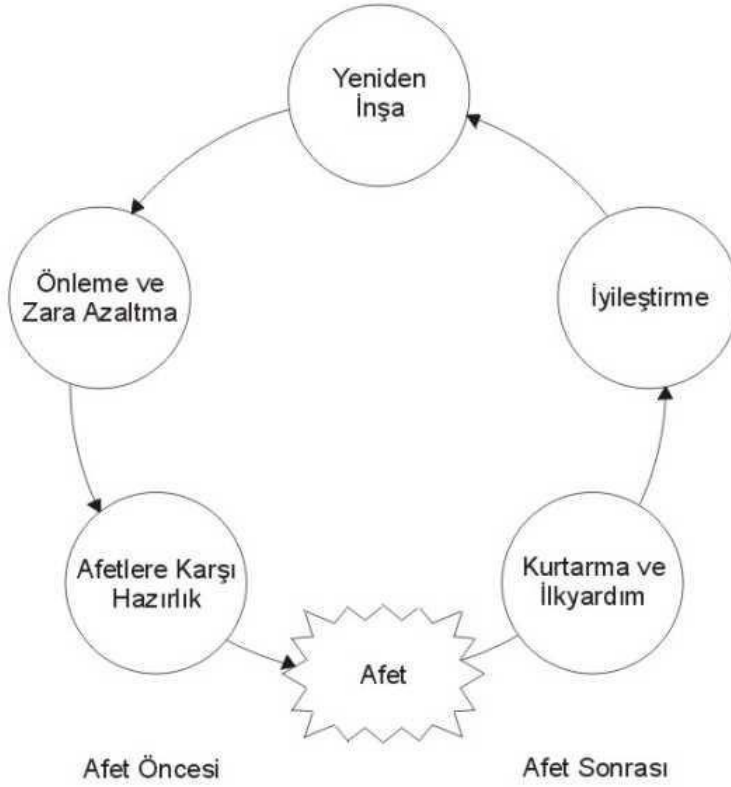 Yeniden
İnşa
Önleme ve
Zara Azaltma
İyileştirme
Afetlere Karşı
Hazırlık
Kurtarma ve
İlkyardım
Afet
Afet Öncesi
Afet Sonrası